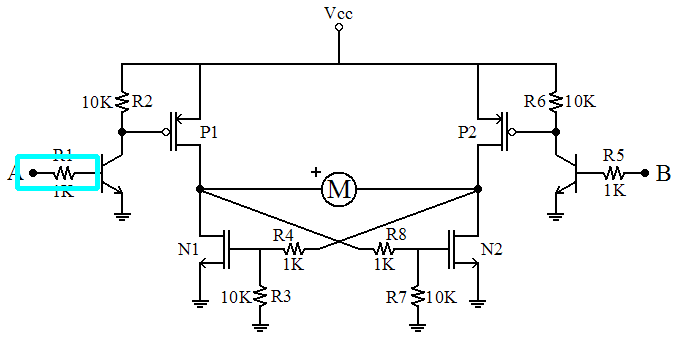 Vcc
10K R2
R6 10K
P1
P2
A
R1
1K
R5
1K
B
+
M
N1
R4
1K
R8
1K
N2
10K R3
R7 10K